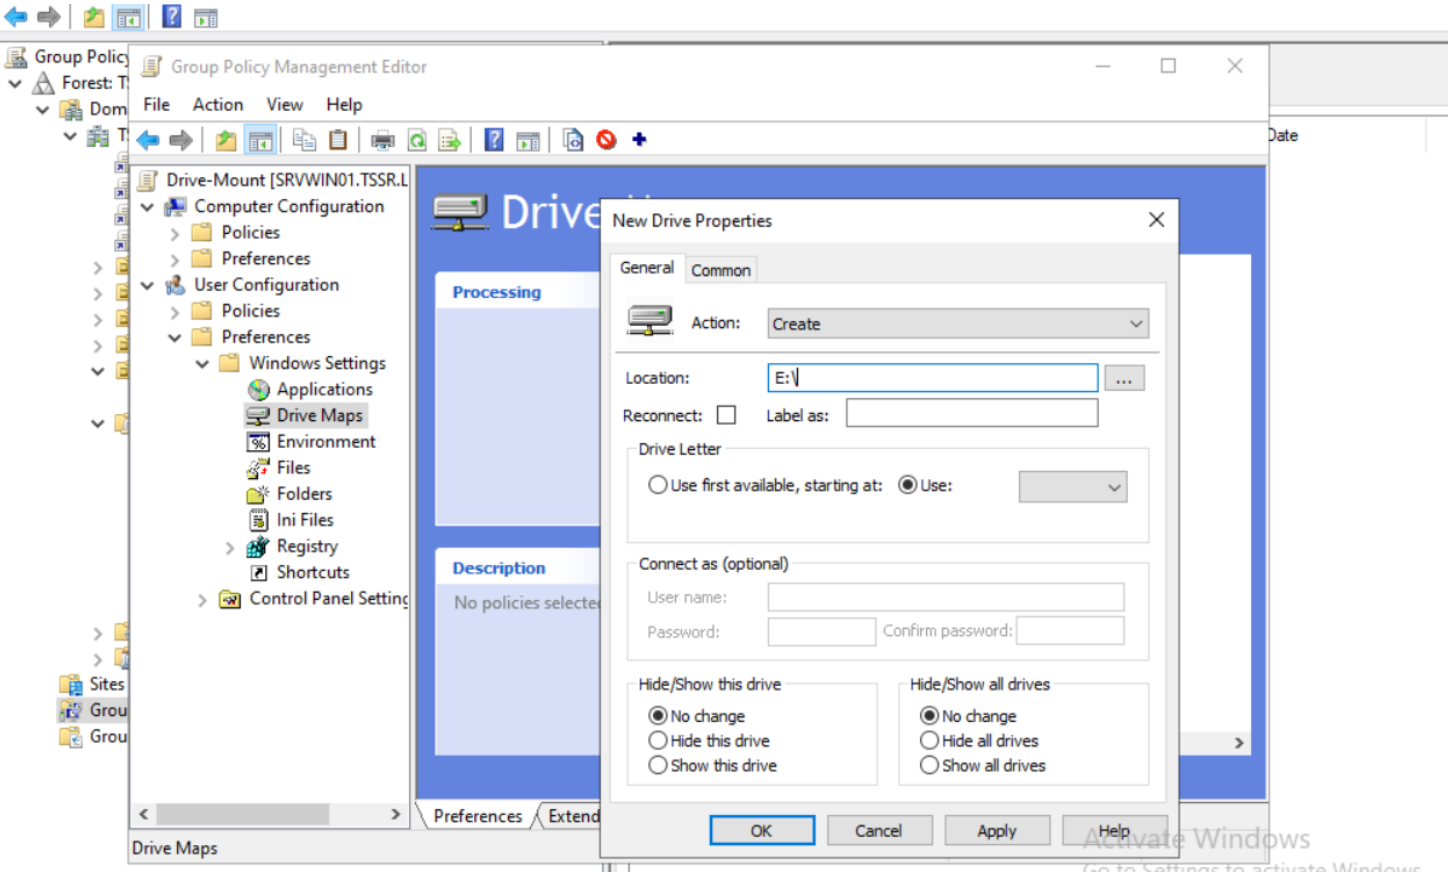 Group Policy
Forest: T
Dom
T
Sites
Grou
Grou
Date
Group Policy Management Editor
File Action View Help
Drive-Mount [SRVWIN01.TSSR.L
Computer Configuration
Policies
Preferences
User Configuration
Policies
Preferences
Windows Settings
Applications
Drive Maps
Environment
Files
Folders
Ini Files
Registry
Shortcuts
Control Panel Setting
Drive
Processing
Description
No policies selected
Preferences Extend
Drive Maps
New Drive Properties
General Common
Action: Create
Location: E:\
...
Reconnect: Label as:
Drive Letter
Use first available, starting at: Use:
Connect as (optional)
User name:
Password: Confirm password:
Hide/Show this drive
No change
Hide this drive
Show this drive
Hide/Show all drives
No change
Hide all drives
Show all drives
OK Cancel Apply Help
Activate Windows
Go to Settings to activate Windows.